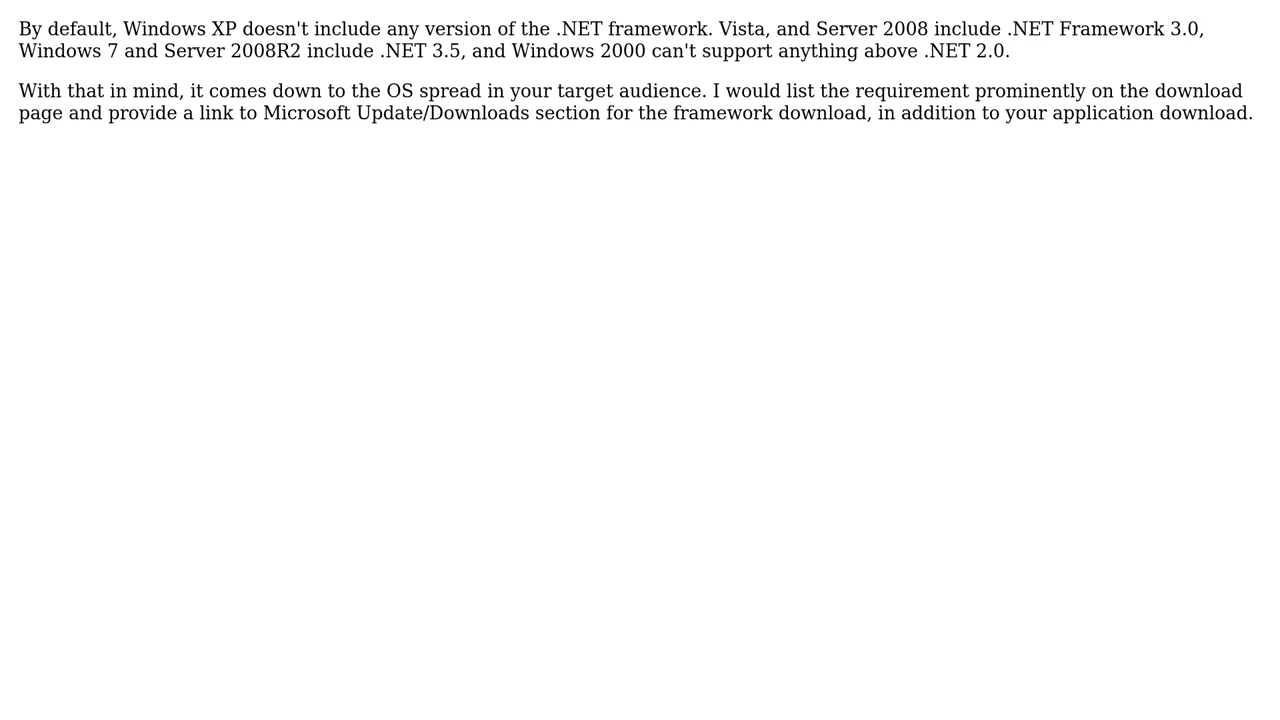 By default, Windows XP doesn't include any version of the .NET framework. Vista, and Server 2008 include .NET Framework 3.0,
Windows 7 and Server 2008R2 include .NET 3.5, and Windows 2000 can't support anything above .NET 2.0.
With that in mind, it comes down to the OS spread in your target audience. I would list the requirement prominently on the download
page and provide a link to Microsoft Update/Downloads section for the framework download, in addition to your application download.